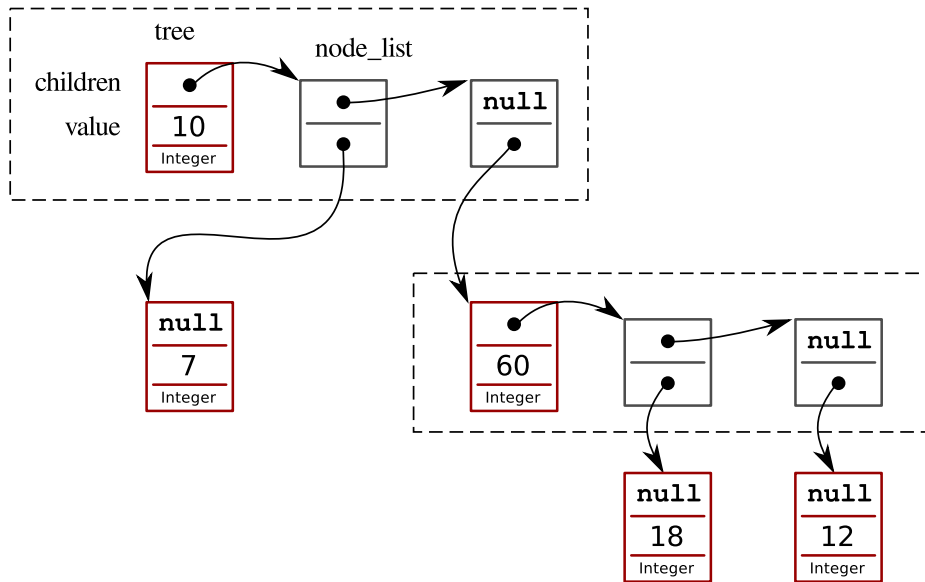 tree
node_list
children
null
value
10
Integer
null
7
Integer
60
Integer
null
null
18
Integer
null
12
Integer